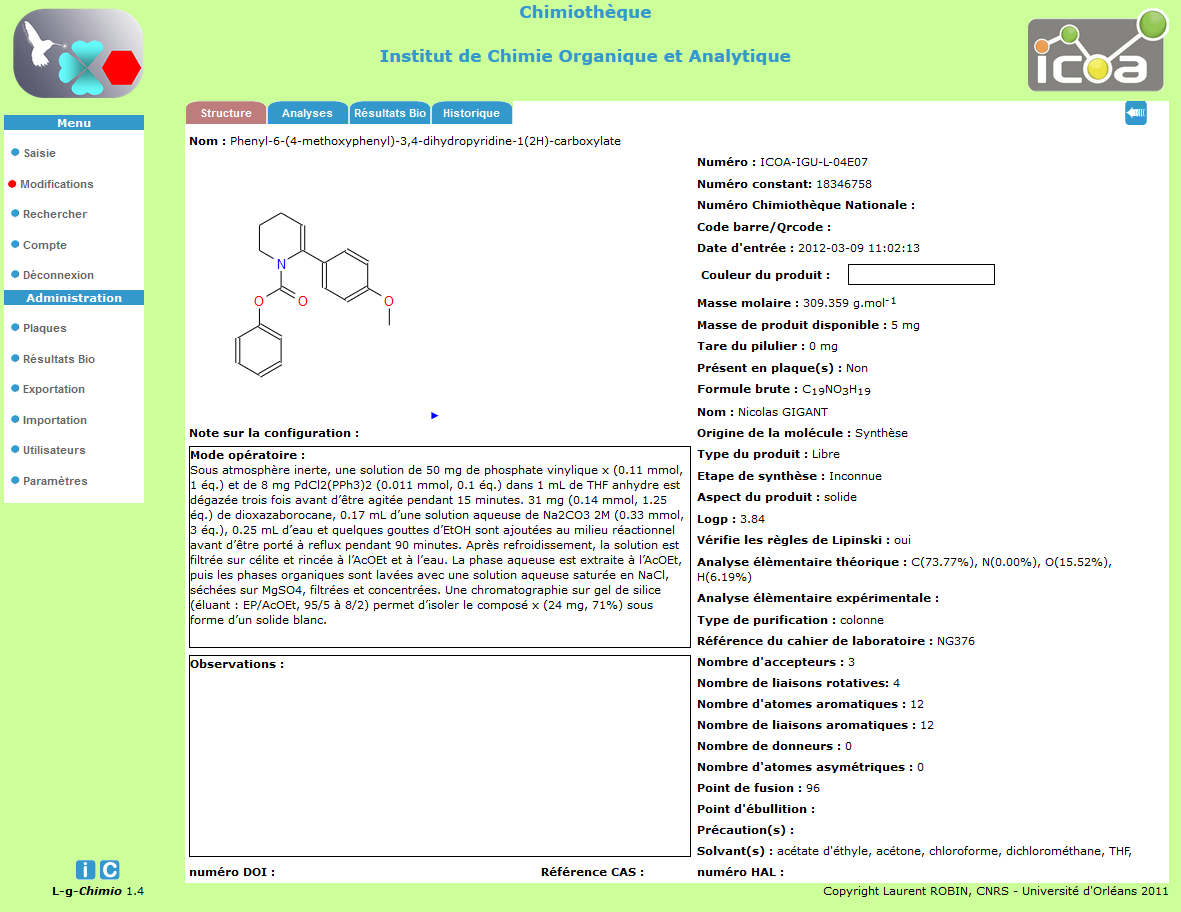 Chimiothèque
Institut de Chimie Organique et Analytique
icoa
Menu
Saisie
Modifications
Rechercher
Compte
Déconnexion
Administration
Plaques
Résultats Bio
Exportation
Importation
Utilisateurs
Paramètres
i C
L-g-Chimio 1.4
Structure Analyses Résultats Bio Historique
Nom : Phenyl-6-(4-methoxyphenyl)-3,4-dihydropyridine-1(2H)-carboxylate
N
O O
O
Note sur la configuration :
Mode opératoire :
Sous atmosphère inerte, une solution de 50 mg de phosphate vinylique x (0.11 mmol,
1 éq.) et de 8 mg PdCl2(PPh3)2 (0.011 mmol, 0.1 éq.) dans 1 mL de THF anhydre est
dégazée trois fois avant d’être agitée pendant 15 minutes. 31 mg (0.14 mmol, 1.25
éq.) de dioxazaborocane, 0.17 mL d’une solution aqueuse de Na2CO3 2M (0.33 mmol,
3 éq.), 0.25 mL d’eau et quelques gouttes d’EtOH sont ajoutées au milieu réactionnel
avant d’être porté à reflux pendant 90 minutes. Après refroidissement, la solution est
filtrée sur célite et rincée à l’AcOEt et à l’eau. La phase aqueuse est extraite à l’AcOEt,
puis les phases organiques sont lavées avec une solution aqueuse saturée en NaCl,
séchées sur MgSO4, filtrées et concentrées. Une chromatographie sur gel de silice
(éluant : EP/AcOEt, 95/5 à 8/2) permet d’isoler le composé x (24 mg, 71%) sous
forme d’un solide blanc.
Observations :
numéro DOI : Référence CAS :
Numéro : ICOA-IGU-L-04E07
Numéro constant: 18346758
Numéro Chimiothèque Nationale :
Code barre/Qrcode :
Date d'entrée : 2012-03-09 11:02:13
Couleur du produit :
Masse molaire : 309.359 g.mol-1
Masse de produit disponible : 5 mg
Tare du pilulier : 0 mg
Présent en plaque(s) : Non
Formule brute : C19NO3H19
Nom : Nicolas GIGANT
Origine de la molécule : Synthèse
Type du produit : Libre
Etape de synthèse : Inconnue
Aspect du produit : solide
Logp : 3.84
Vérifie les règles de Lipinski : oui
Analyse élèmentaire théorique : C(73.77%), N(0.00%), O(15.52%),
H(6.19%)
Analyse élèmentaire expérimentale :
Type de purification : colonne
Référence du cahier de laboratoire : NG376
Nombre d'accepteurs : 3
Nombre de liaisons rotatives: 4
Nombre d'atomes aromatiques : 12
Nombre de liaisons aromatiques : 12
Nombre de donneurs : 0
Nombre d'atomes asymétriques : 0
Point de fusion : 96
Point d'ébullition :
Précaution(s) :
Solvant(s) : acétate d'éthyle, acétone, chloroforme, dichlorométhane, THF,
numéro HAL :
Copyright Laurent ROBIN, CNRS - Université d'Orléans 2011